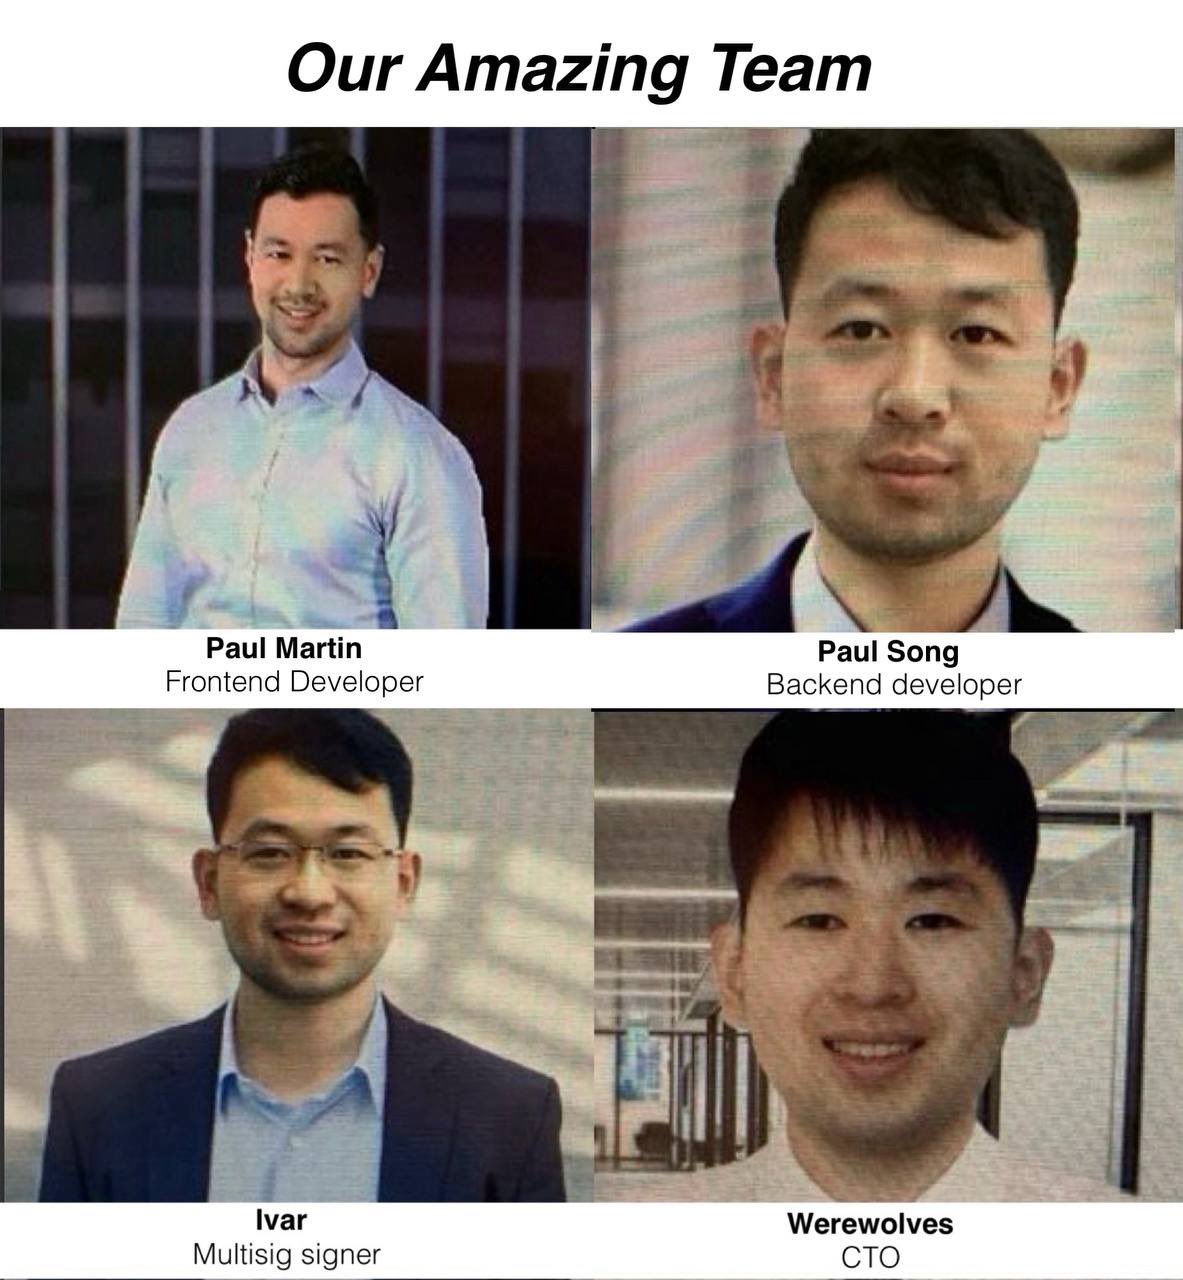 Our Amazing Team
Paul Martin
Frontend Developer
Paul Song
Backend developer
Ivar
Multisig signer
Werewolves
CTO